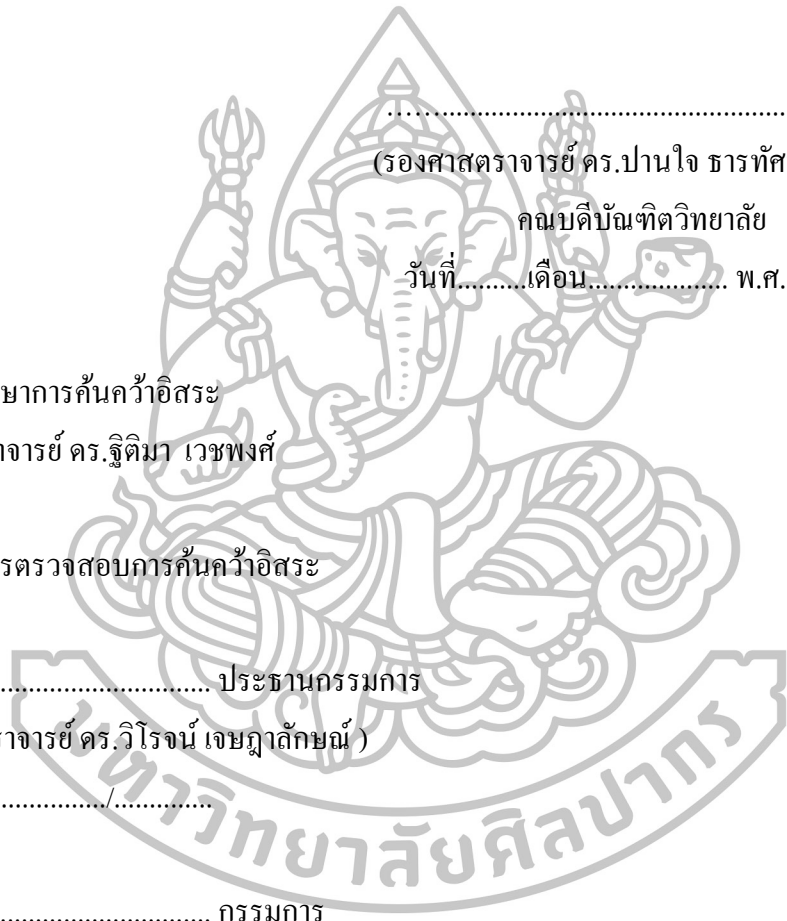 …….................................................
(รองศาสตราจารย์ ดร.ปานใจ ธารทัศ
คณบดีบัณฑิตวิทยาลัย
วันที่..........เดือน.................... พ.ศ.
ษาการค้นคว้าอิสระ
าจารย์ ดร.ฐิติมา เวชพงศ์
รตรวจสอบการค้นคว้าอิสระ
.............................. ประธานกรรมการ
ราจารย์ ดร.วิโรจน์ เจษฎาลักษณ์ )
.............../..............
.............................. กรรมการ
มหาวิทยาลัยศิลปากร